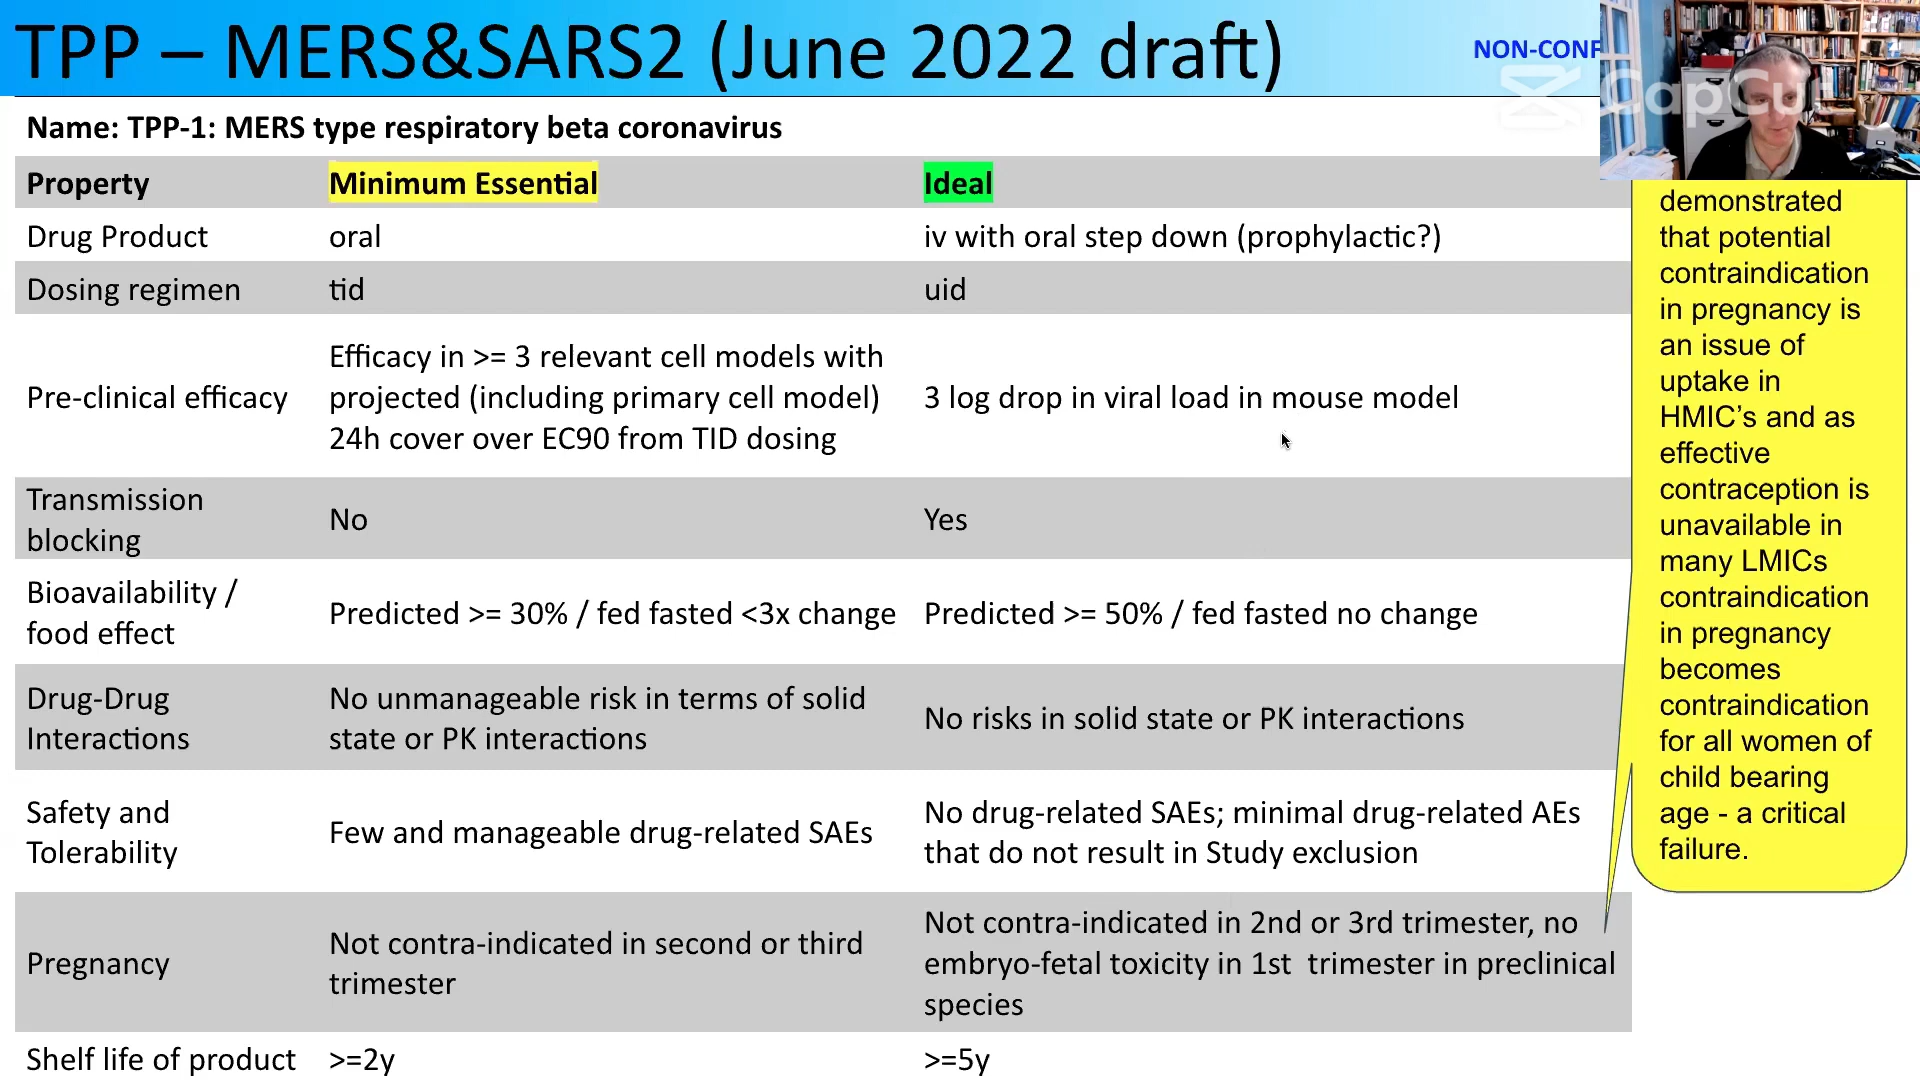 TPP – MERS&SARS2 (June 2022 draft)
NON-CONF
CapCu
Name: TPP-1: MERS type respiratory beta coronavirus
Property Minimum Essential Ideal
Drug Product oral iv with oral step down (prophylactic?)
Dosing regimen tid uid
Pre-clinical efficacy
Efficacy in >= 3 relevant cell models with
projected (including primary cell model)
24h cover over EC90 from TID dosing
3 log drop in viral load in mouse model
Transmission
blocking
No
Yes
Bioavailability /
food effect
Predicted >= 30% / fed fasted <3x change
Predicted >= 50% / fed fasted no change
Drug-Drug
Interactions
No unmanageable risk in terms of solid
state or PK interactions
No risks in solid state or PK interactions
Safety and
Tolerability
Few and manageable drug-related SAEs
No drug-related SAEs; minimal drug-related AEs
that do not result in Study exclusion
Pregnancy
Not contra-indicated in second or third
trimester
Not contra-indicated in 2nd or 3rd trimester, no
embryo-fetal toxicity in 1st trimester in preclinical
species
Shelf life of product >=2y >=5y
demonstrated
that potential
contraindication
in pregnancy is
an issue of
uptake in
HMIC’s and as
effective
contraception is
unavailable in
many LMICs
contraindication
in pregnancy
becomes
contraindication
for all women of
child bearing
age - a critical
failure.